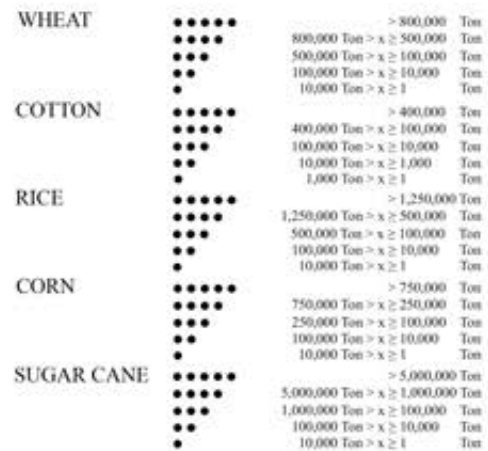 WHEAT ●●●●● > 800,000 Ton
●●●● 800,000 Ton > x ≥ 500,000 Ton
●●● 500,000 Ton > x ≥ 100,000 Ton
●● 100,000 Ton > x ≥ 10,000 Ton
● 10,000 Ton > x ≥ 1 Ton
COTTON ●●●●● > 400,000 Ton
●●●● 400,000 Ton > x ≥ 100,000 Ton
●●● 100,000 Ton > x ≥ 10,000 Ton
●● 10,000 Ton > x ≥ 1,000 Ton
● 1,000 Ton > x ≥ 1 Ton
RICE ●●●●● > 1,250,000 Ton
●●●● 1,250,000 Ton > x ≥ 500,000 Ton
●●● 500,000 Ton > x ≥ 100,000 Ton
●● 100,000 Ton > x ≥ 10,000 Ton
● 10,000 Ton > x ≥ 1 Ton
CORN ●●●●● > 750,000 Ton
●●●● 750,000 Ton > x ≥ 250,000 Ton
●●● 250,000 Ton > x ≥ 100,000 Ton
●● 100,000 Ton > x ≥ 10,000 Ton
● 10,000 Ton > x ≥ 1 Ton
SUGAR CANE ●●●●● > 5,000,000 Ton
●●●● 5,000,000 Ton > x ≥ 1,000,000 Ton
●●● 1,000,000 Ton > x ≥ 100,000 Ton
●● 100,000 Ton > x ≥ 10,000 Ton
● 10,000 Ton > x ≥ 1 Ton